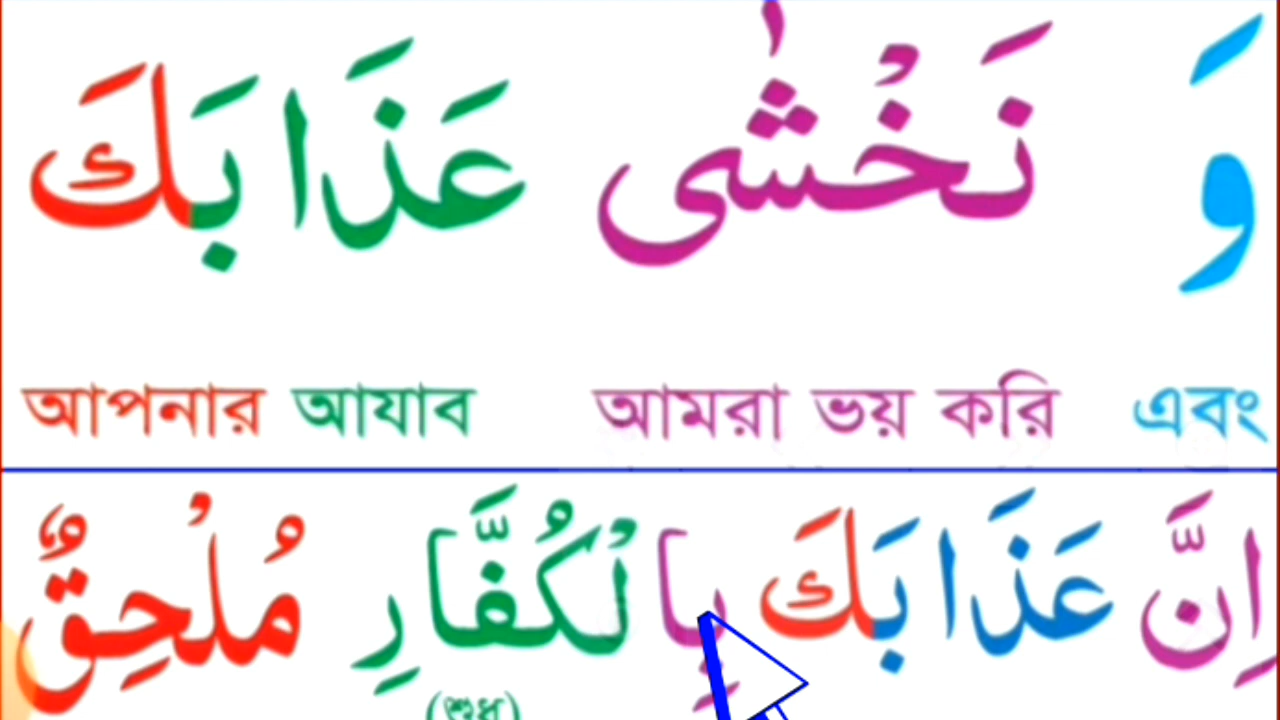 وَ نَخْشٰى عَذَابَكَ
আপনার আযাব আমরা ভয় করি এবং
اِنَّ عَذَابَكَ بِالْكُفَّارِ مُلْحِقٌ
(শুধু)